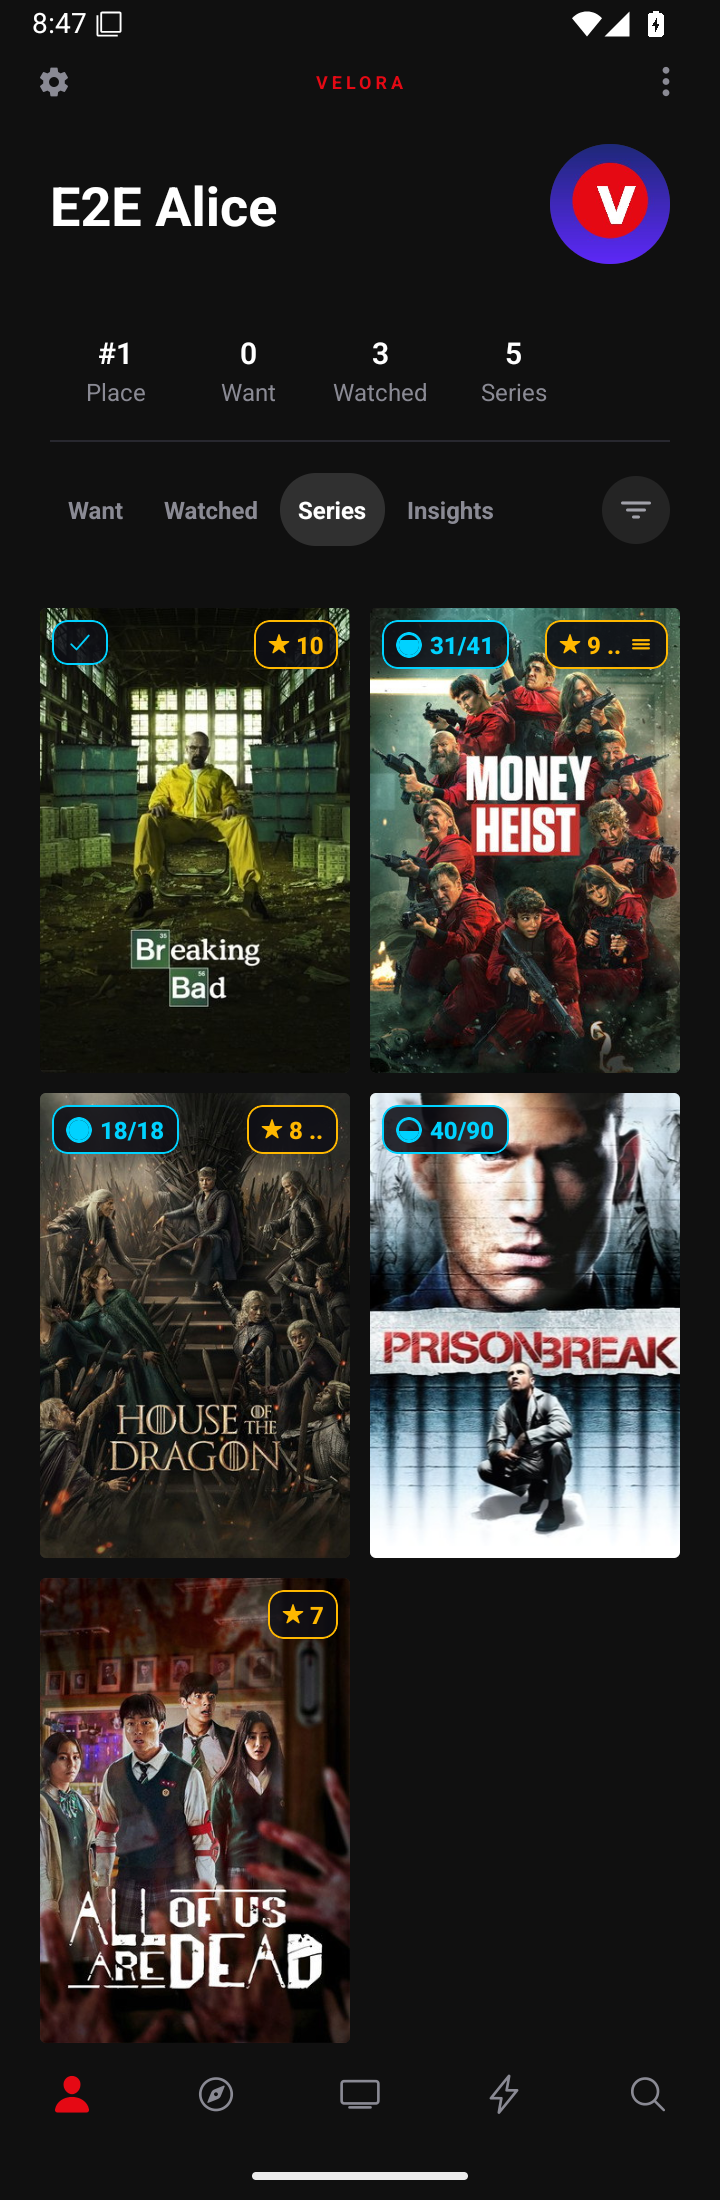 8:47
VELORA
E2E Alice
V
#1 0 3 5
Place Want Watched Series
Want Watched Series Insights
10
31/41
9 ..
MONEY
HEIST
35
Breaking
56
Bad
18/18
8 ..
40/90
HOUSE OF THE
DRAGON
PRISON BREAK
7
ALL OF US
ARE DEAD